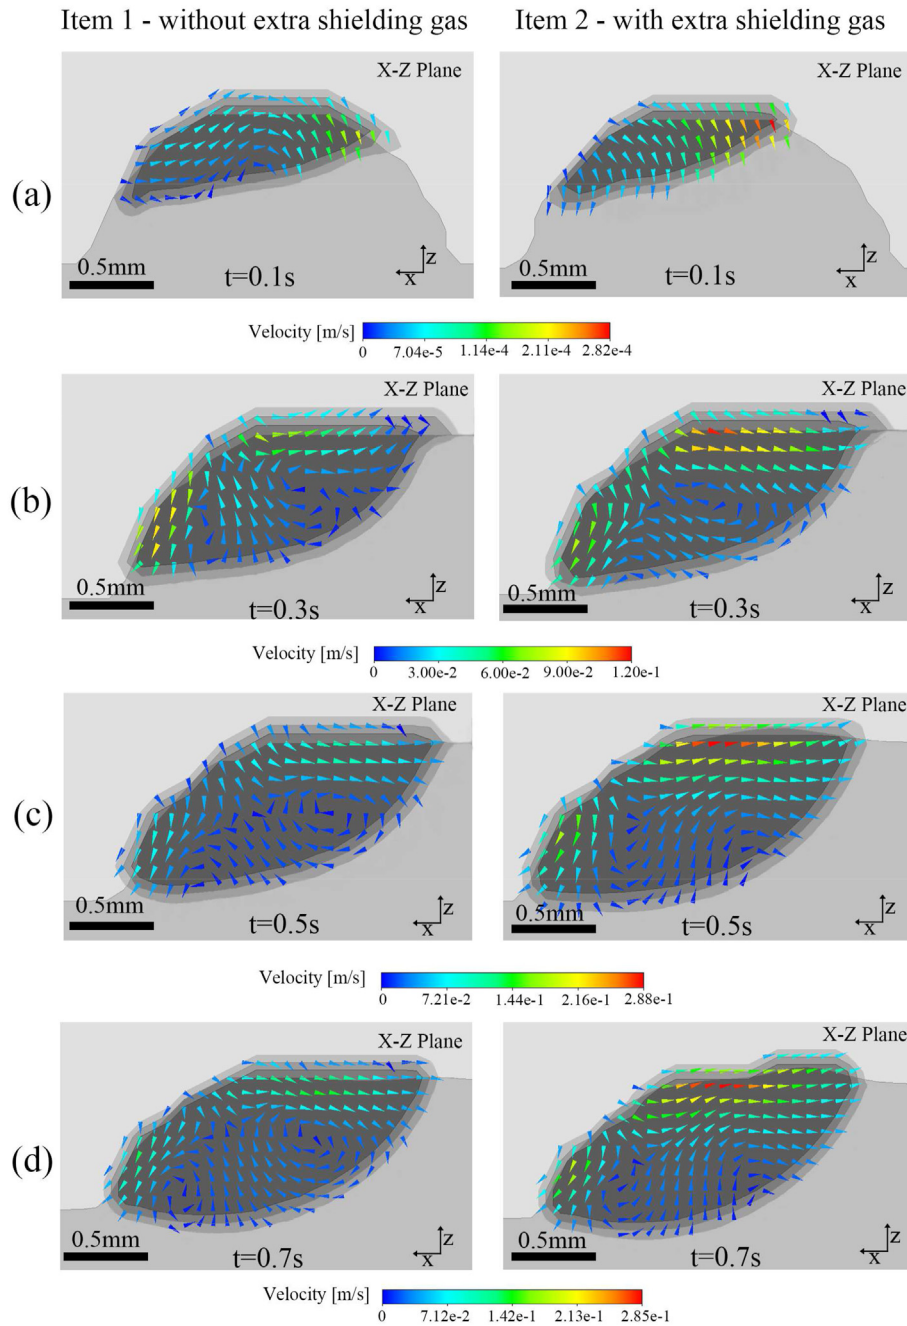 Item 1 - without extra shielding gas Item 2 - with extra shielding gas
X-Z Plane X-Z Plane
(a)
0.5mm t=0.1s x z 0.5mm t=0.1s x z
Velocity [m/s]
0 7.04e-5 1.14e-4 2.11e-4 2.82e-4
X-Z Plane X-Z Plane
(b)
0.5mm t=0.3s x z 0.5mm t=0.3s x z
Velocity [m/s]
0 3.00e-2 6.00e-2 9.00e-2 1.20e-1
X-Z Plane X-Z Plane
(c)
0.5mm t=0.5s x z 0.5mm t=0.5s x z
Velocity [m/s]
0 7.21e-2 1.44e-1 2.16e-1 2.88e-1
X-Z Plane X-Z Plane
(d)
0.5mm t=0.7s x z 0.5mm t=0.7s x z
Velocity [m/s]
0 7.12e-2 1.42e-1 2.13e-1 2.85e-1